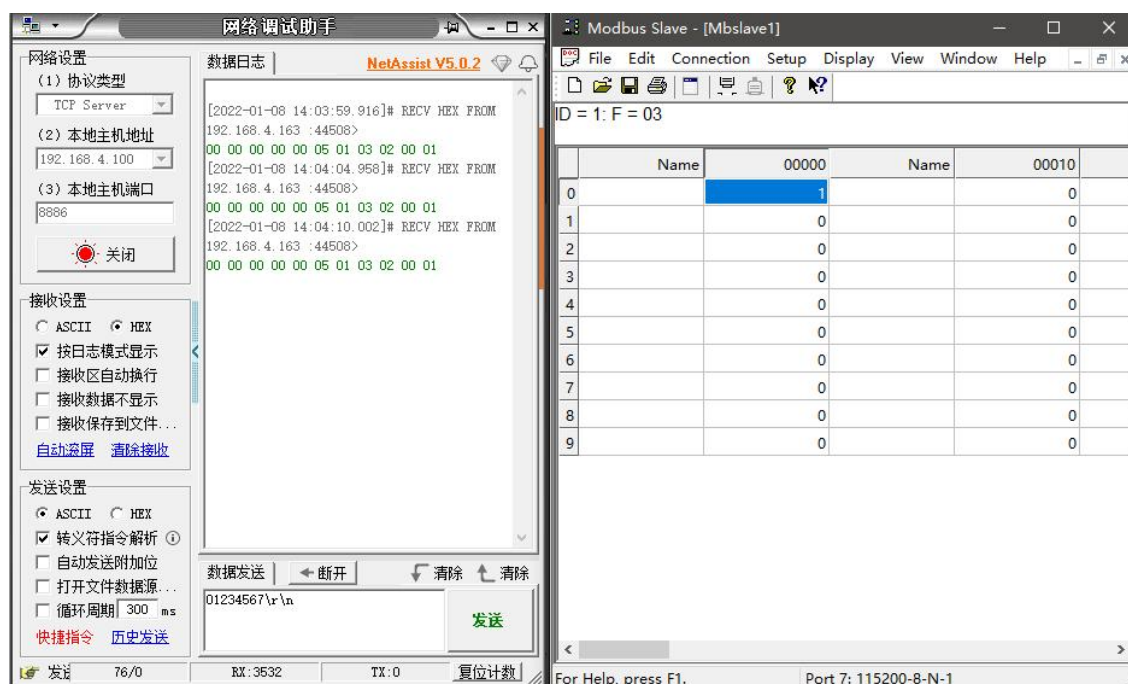 网络调试助手
网络设置
(1) 协议类型
TCP Server
(2) 本地主机地址
192.168.4.100
(3) 本地主机端口
8886
关闭
接收设置
ASCII HEX
按日志模式显示
接收区自动换行
接收数据不显示
接收保存到文件...
自动滚屏 清除接收
发送设置
ASCII HEX
转义符指令解析
自动发送附加位
打开文件数据源...
循环周期 300 ms
快捷指令 历史发送
数据日志 NetAssist V5.0.2
[2022-01-08 14:03:59.916]# RECV HEX FROM
192.168.4.163 :44508>
00 00 00 00 00 05 01 03 02 00 01
[2022-01-08 14:04:04.958]# RECV HEX FROM
192.168.4.163 :44508>
00 00 00 00 00 05 01 03 02 00 01
[2022-01-08 14:04:10.002]# RECV HEX FROM
192.168.4.163 :44508>
00 00 00 00 00 05 01 03 02 00 01
数据发送 断开 清除 清除
01234567\r\n
发送
76/0 RX:3532 TX:0 复位计数
Modbus Slave - [Mbslave1]
File Edit Connection Setup Display View Window Help
ID = 1: F = 03
Name 00000 Name 00010
0 1 0
1 0 0
2 0 0
3 0 0
4 0 0
5 0 0
6 0 0
7 0 0
8 0 0
9 0 0
For Help, press F1. Port 7: 115200-8-N-1